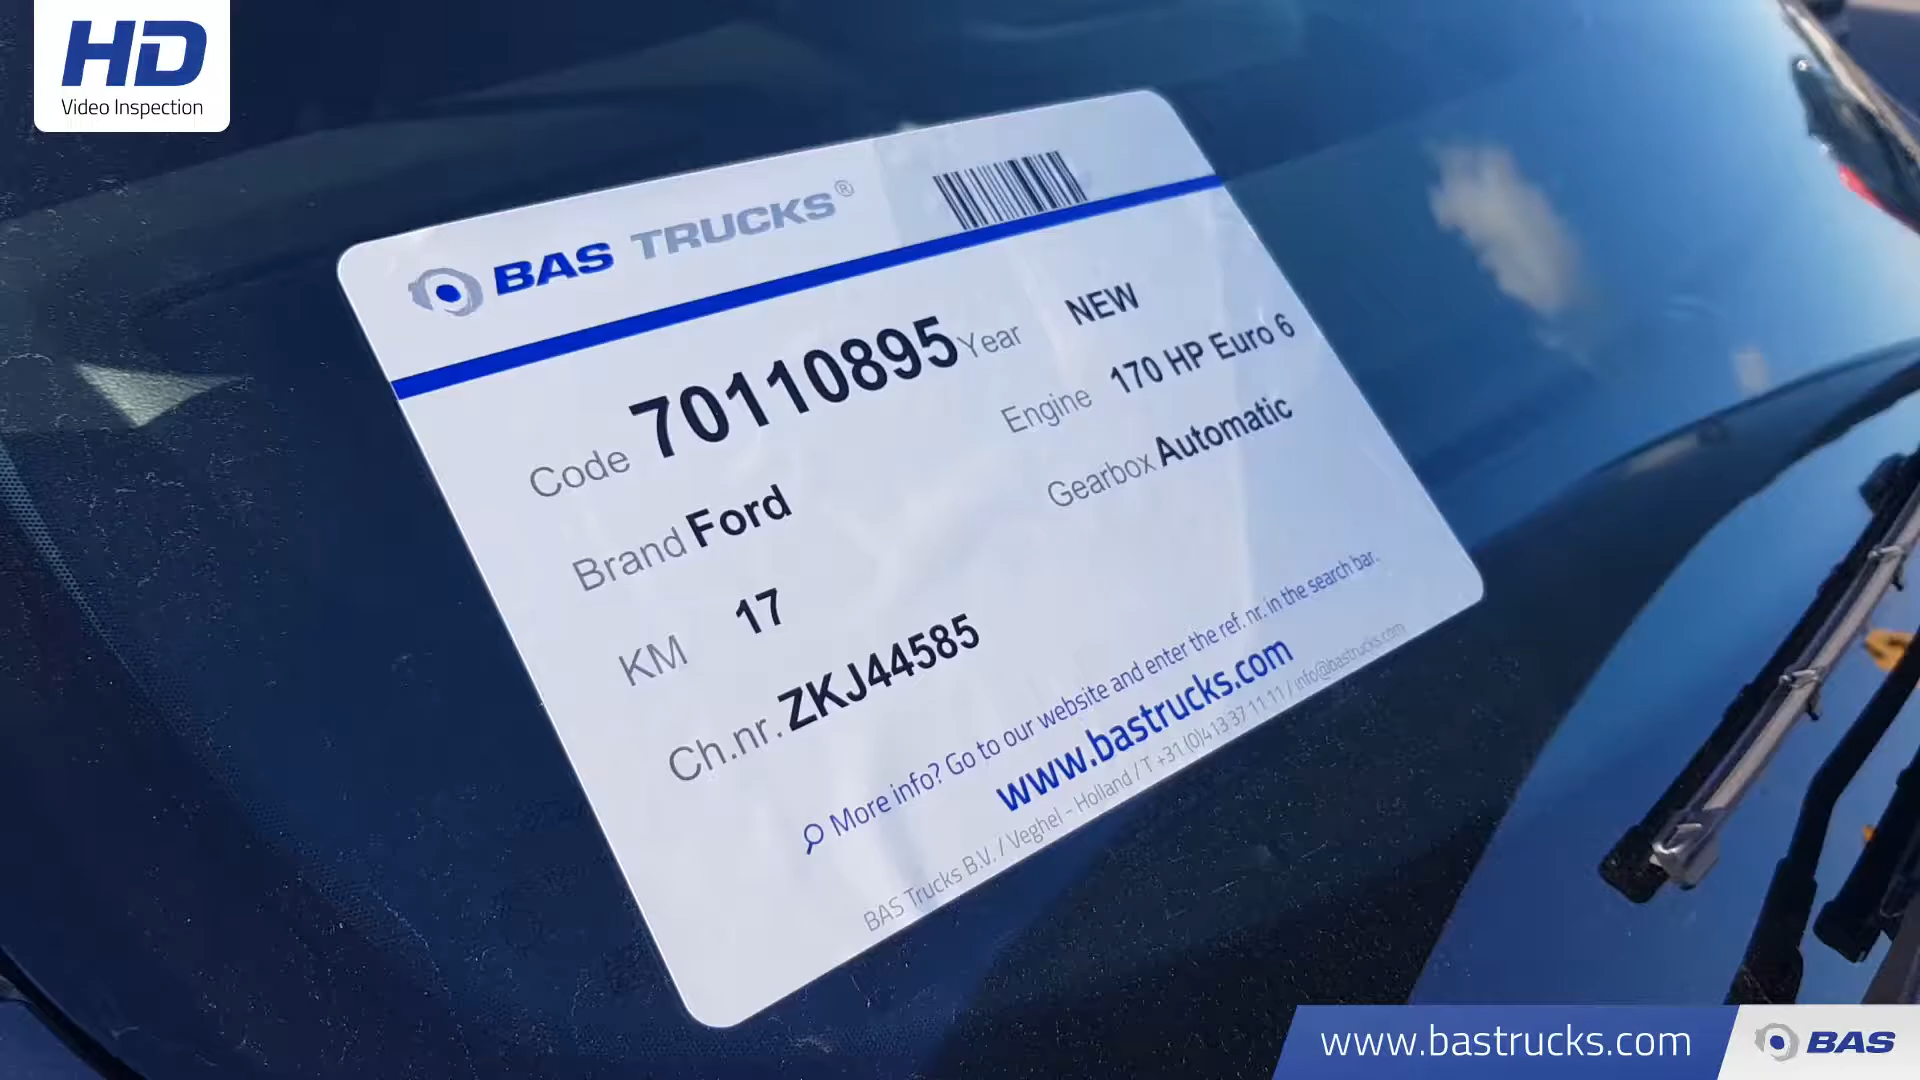 HD
Video Inspection
BAS TRUCKS®
Code 70110895
Year NEW
Brand Ford
Engine 170 HP Euro 6
KM 17
Gearbox Automatic
Ch.nr. ZKJ44585
More info? Go to our website and enter the ref. nr. in the search bar.
www.bastrucks.com
BAS Trucks B.V. / Veghel - Holland / T +31 (0)413 37 11 11 / info@bastrucks.com
www.bastrucks.com
BAS